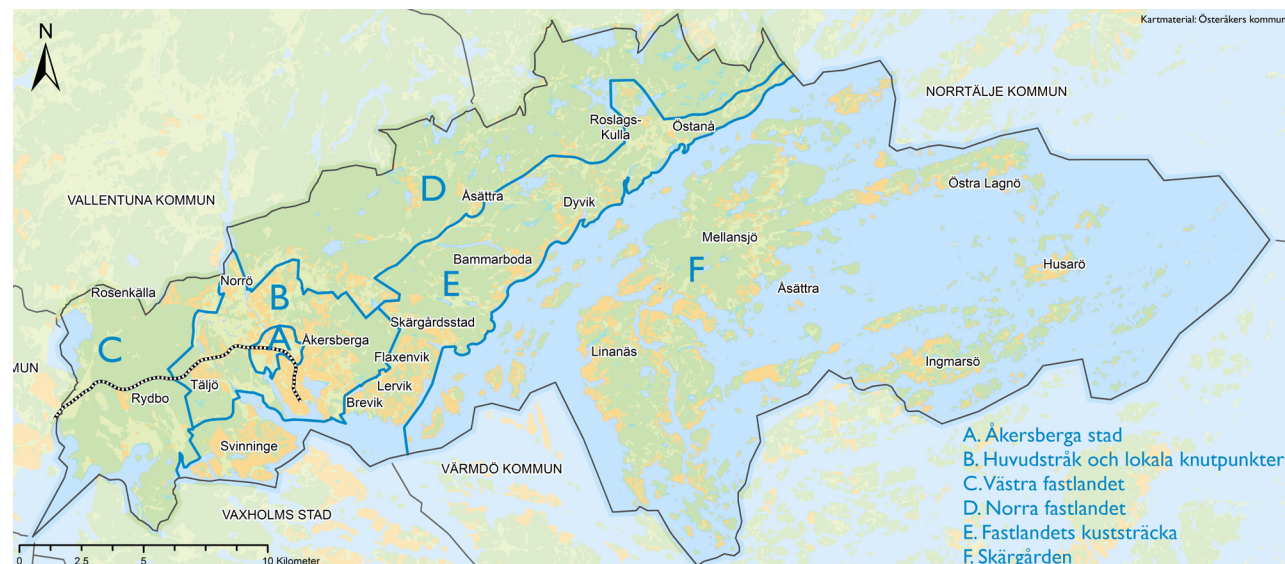 Kartmaterial: Österåkers kommun
N
NORRTÄLJE KOMMUN
Roslags-
Kulla
Östanå
VALLENTUNA KOMMUN
D
Åsättra
Dyvik
Östra Lagnö
Mellansjö
Bammarboda
F
Husarö
Norrö
Rosenkälla
B
E
Åsättra
Skärgårdsstad
A
Åkersberga
C
Flaxenvik
Linanäs
Ingmarsö
MUN
Täljö
Lervik
Rydbo
Brevik
Svinninge
VÄRMDÖ KOMMUN
VAXHOLMS STAD
A. Åkersberga stad
B. Huvudstråk och lokala knutpunkter
C. Västra fastlandet
D. Norra fastlandet
E. Fastlandets kuststräcka
F. Skärgården
0 2,5 5 10 Kilometer